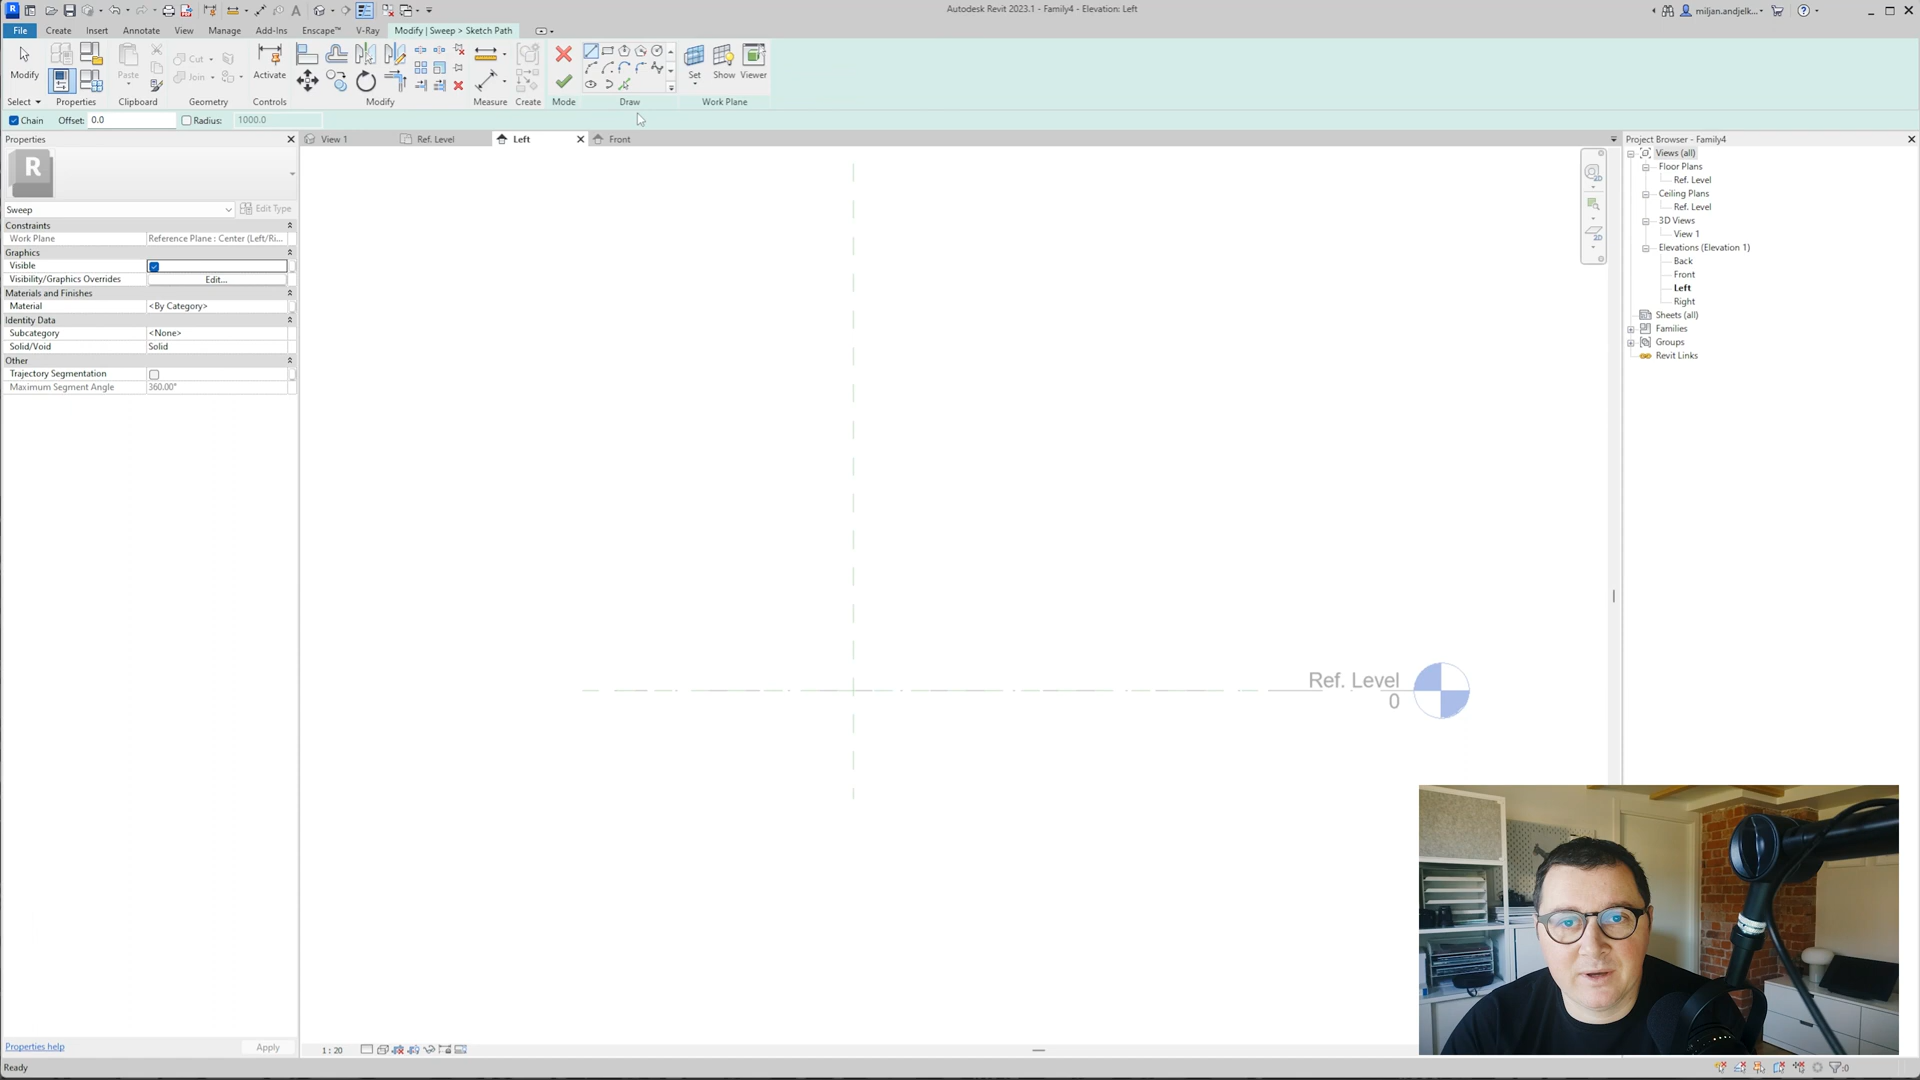 Autodesk Revit 2023.1 - Family4 - Elevation: Left
miljan.andjelk...
File Create Insert Annotate View Manage Add-Ins Enscape™ V-Ray Modify | Sweep > Sketch Path
Modify
Paste
Cut
Join
Activate
Set
Show
Viewer
Select Properties Clipboard Geometry Controls Modify Measure Create Mode Draw Work Plane
Chain Offset: 0.0 Radius: 1000.0
Properties
View 1
Ref. Level
Left
Front
Project Browser - Family4
R
Sweep
Edit Type
Constraints
Work Plane Reference Plane : Center (Left/Ri...
Graphics
Visible
Visibility/Graphics Overrides Edit...
Materials and Finishes
Material <By Category>
Identity Data
Subcategory <None>
Solid/Void Solid
Other
Trajectory Segmentation
Maximum Segment Angle 360.00°
Views (all)
Floor Plans
Ref. Level
Ceiling Plans
Ref. Level
3D Views
View 1
Elevations (Elevation 1)
Back
Front
Left
Right
Sheets (all)
Families
Groups
Revit Links
2D
Ref. Level
0
Properties help
Apply
1 : 20
Ready
:0